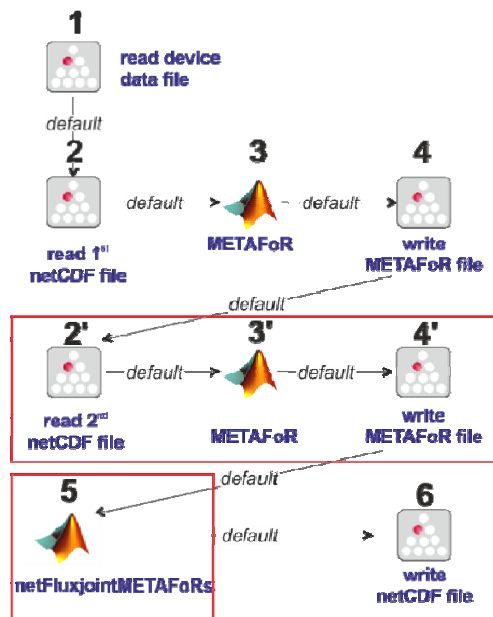 1
read device
data file
default
2
3
4
default
default
read 1st
netCDF file
METAFoR
write
METAFoR file
default
2'
3'
4'
default
default
read 2nd
netCDF file
METAFoR
write
METAFoR file
default
5
6
default
netFluxjointMETAFoRs
write
netCDF file